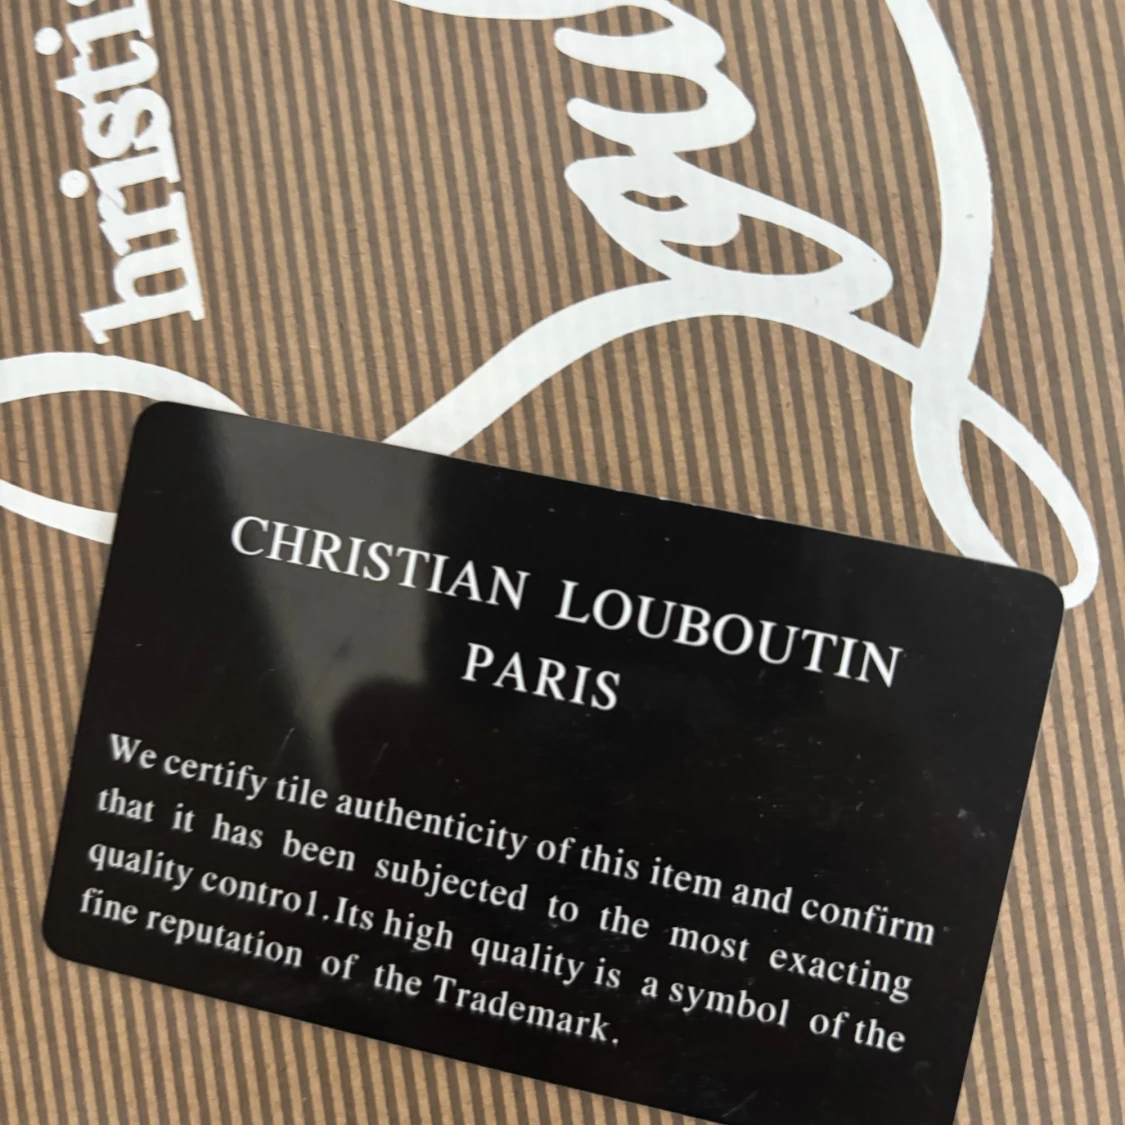 hristi
Lou
CHRISTIAN LOUBOUTIN
PARIS
We certify tile authenticity of this item and confirm
that it has been subjected to the most exacting
quality contro1.Its high quality is a symbol of the
fine reputation of the Trademark.